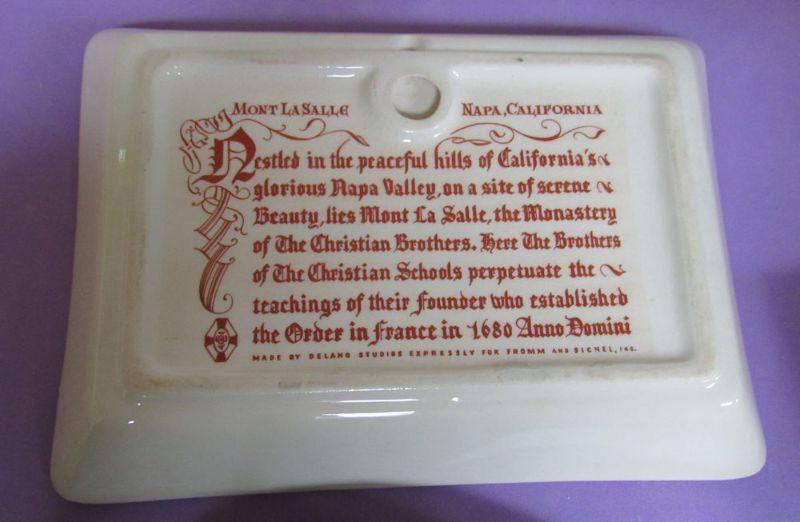 MONT LA SALLE NAPA, CALIFORNIA
Nestled in the peaceful hills of California's
glorious Napa Valley, on a site of serene
Beauty, lies Mont La Salle, the Monastery
of The Christian Brothers. Here The Brothers
of The Christian Schools perpetuate the
teachings of their Founder who established
the Order in France in 1680 Anno Domini
MADE BY DELANO STUDIOS EXPRESSLY FOR FROMM AND SICHEL, INC.